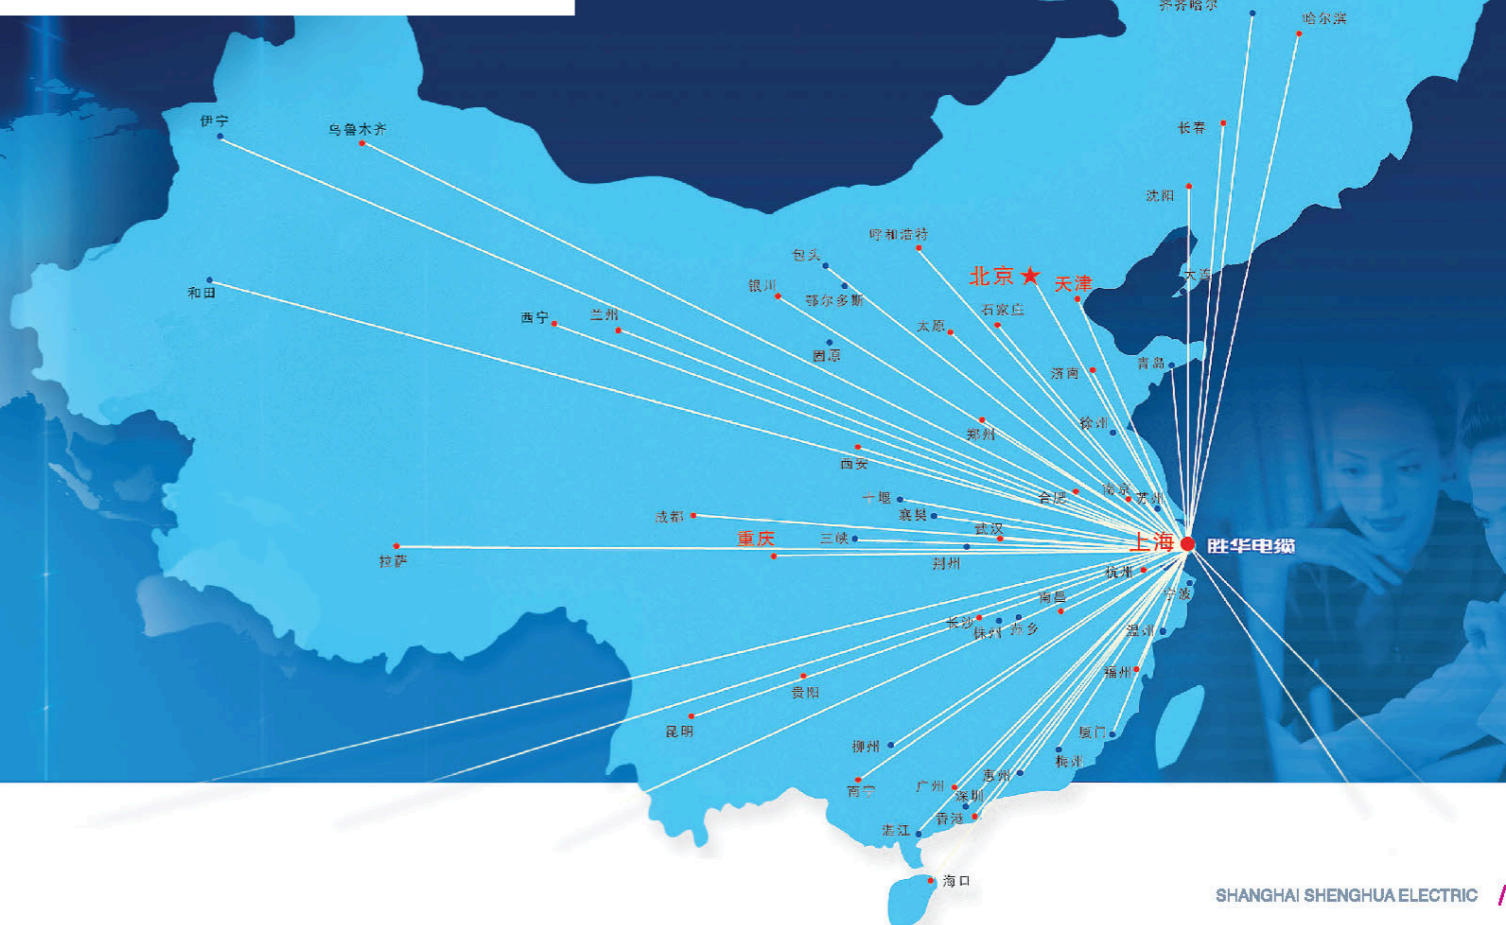 齐齐哈尔
哈尔滨
伊宁
乌鲁木齐
长春
沈阳
呼和浩特
包头
北京
天津
大连
和田
银川
鄂尔多斯
西宁
兰州
石家庄
太原
固原
青岛
济南
徐州
郑州
西安
合肥
南京
苏州
十堰
成都
襄樊
武汉
重庆
三峡
上海
胜华电缆
拉萨
荆州
杭州
宁波
南昌
长沙
株州
萍乡
温州
福州
贵阳
昆明
厦门
柳州
梅州
惠州
广州
南宁
深圳
香港
湛江
海口
SHANGHAI SHENGHUA ELECTRIC